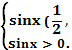 {sinx ⟨ 1/2,
sinx > 0.